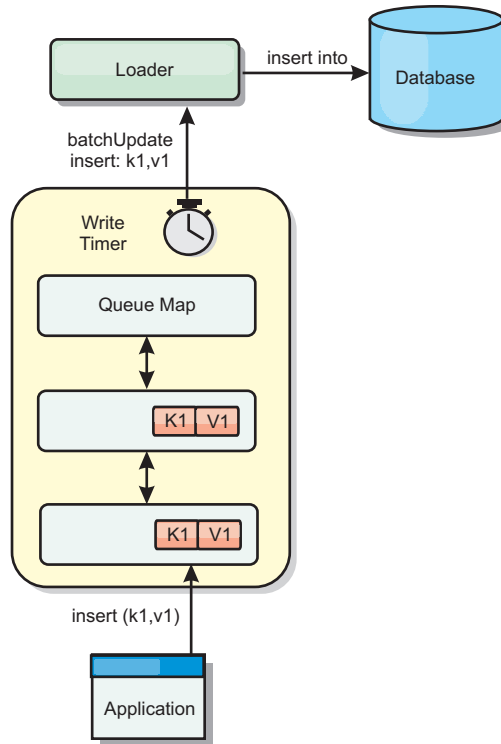 Loader
insert into
Database
batchUpdate
insert: k1,v1
Write
Timer
Queue Map
K1 V1
K1 V1
insert (k1,v1)
Application